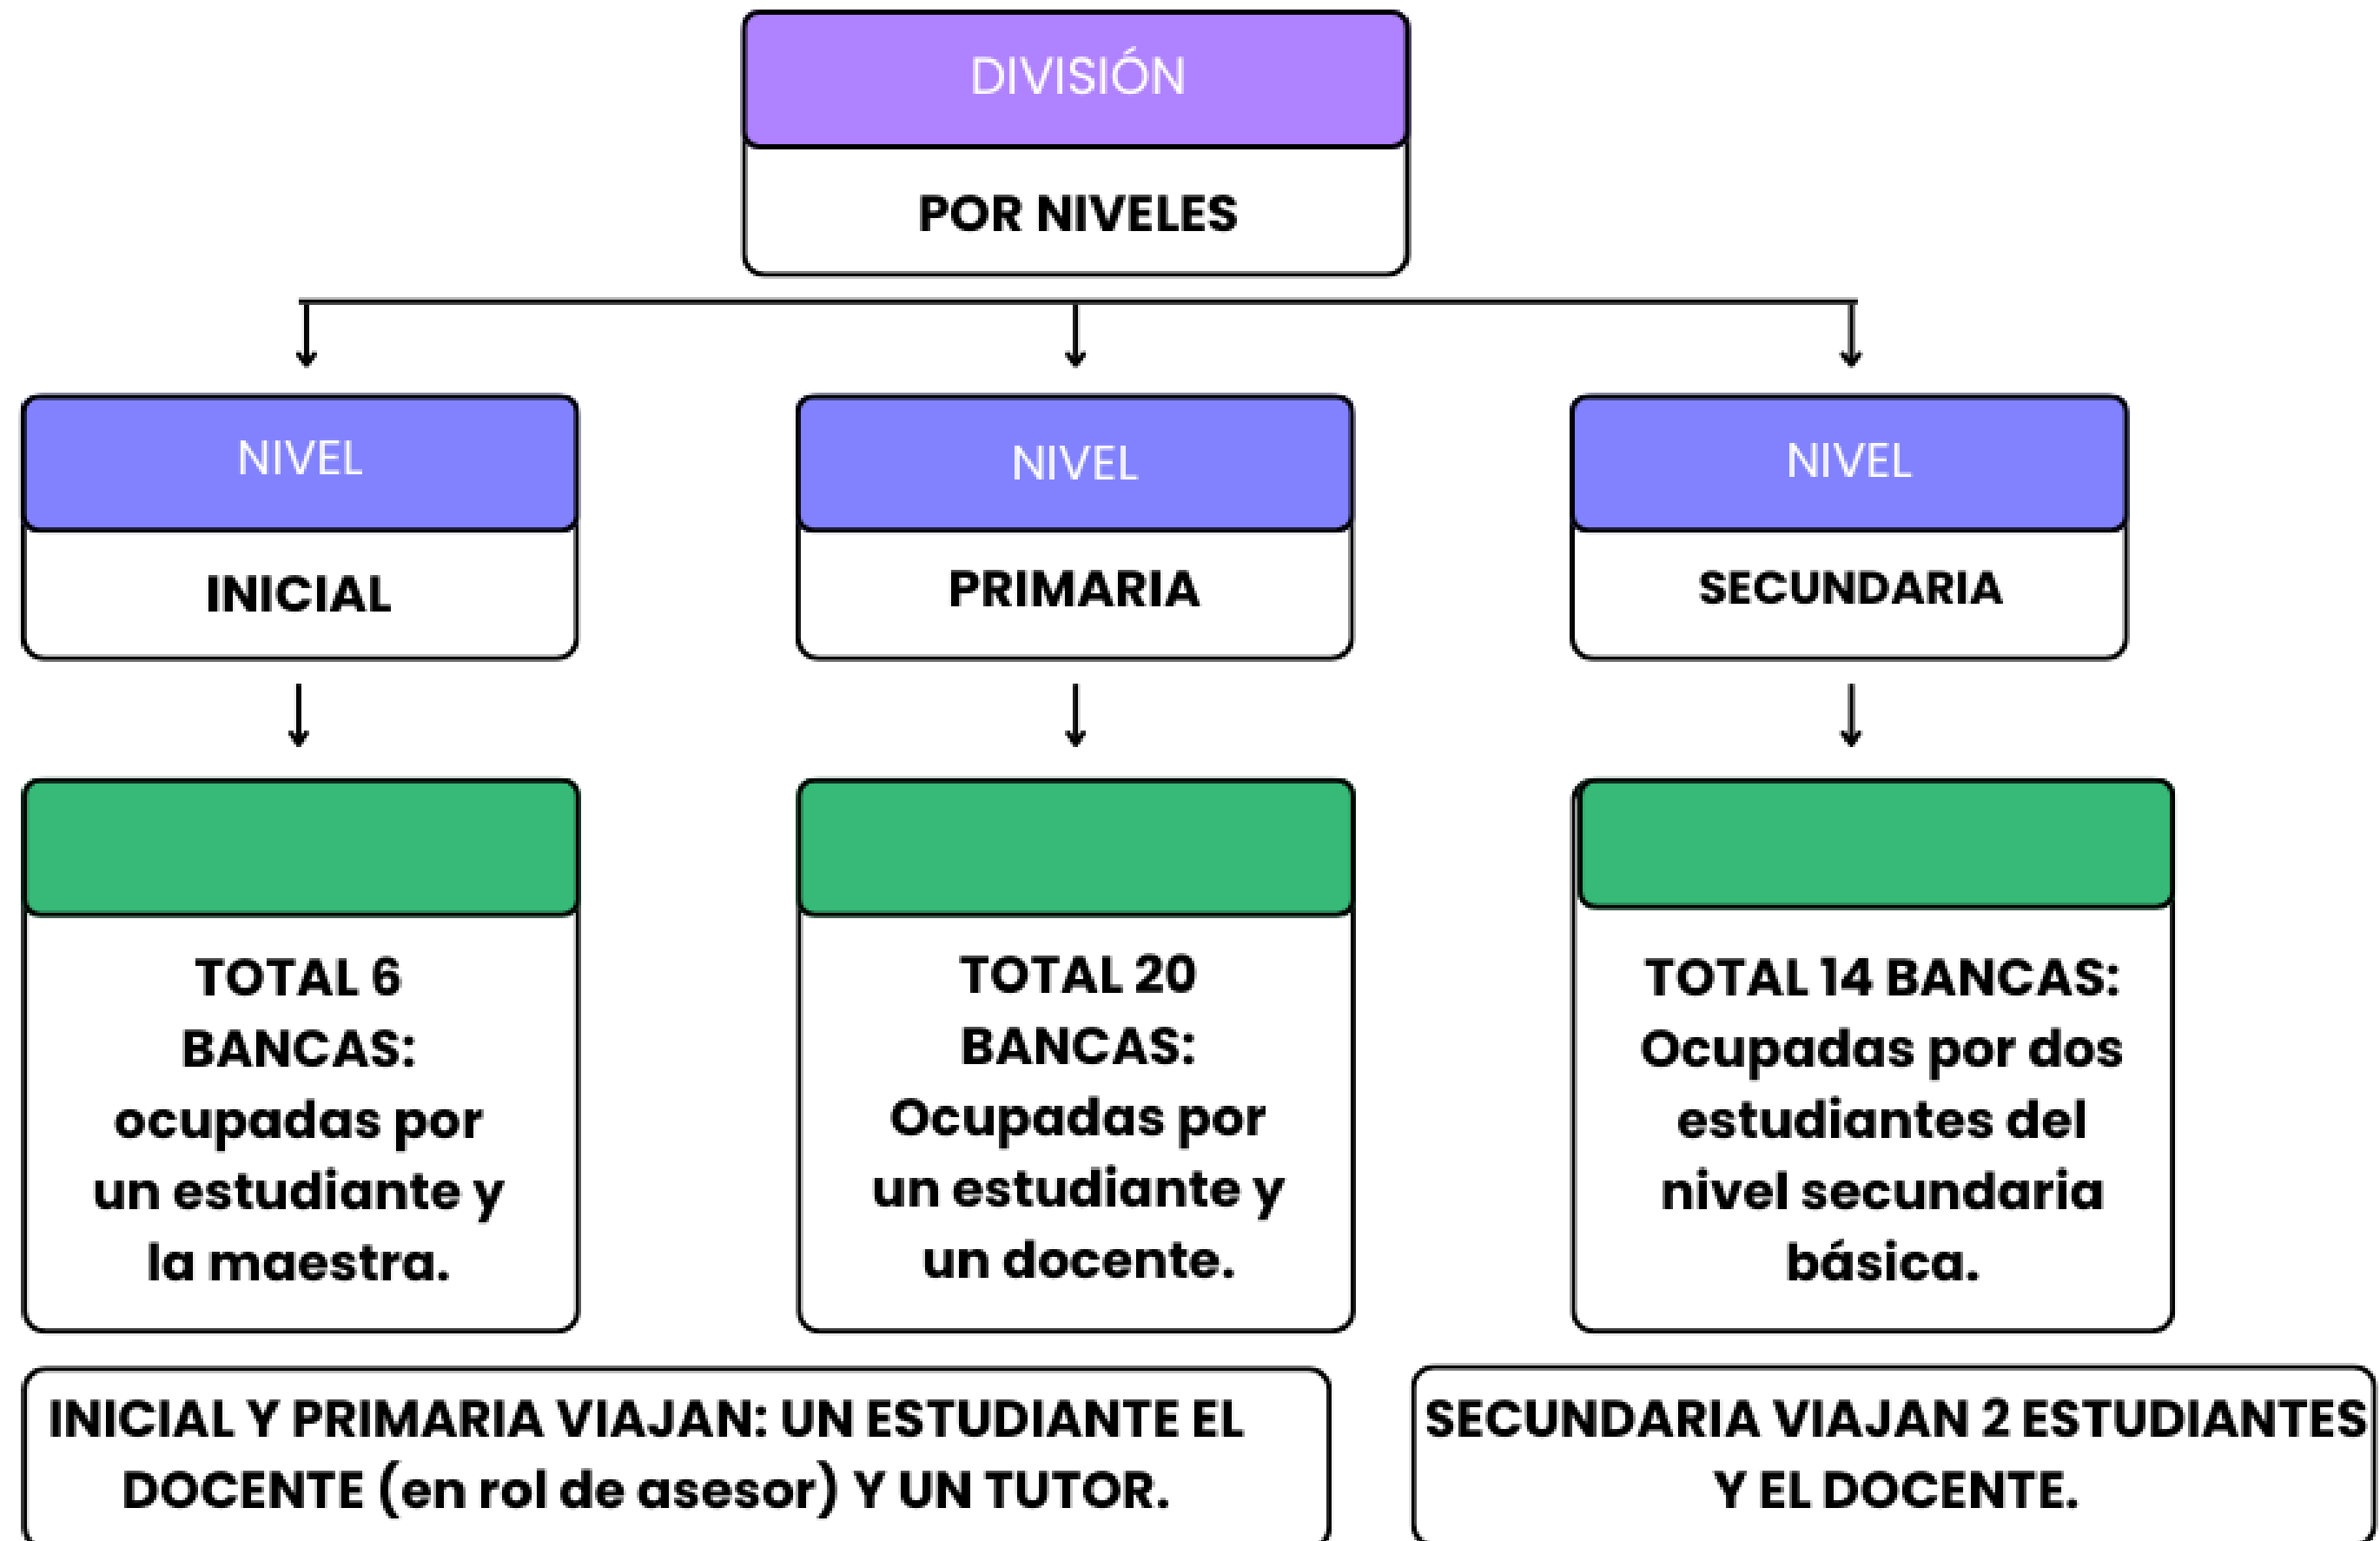 DIVISIÓN
POR NIVELES
NIVEL
INICIAL
NIVEL
PRIMARIA
NIVEL
SECUNDARIA
TOTAL 6
BANCAS:
ocupadas por
un estudiante y
la maestra.
TOTAL 20
BANCAS:
Ocupadas por
un estudiante y
un docente.
TOTAL 14 BANCAS:
Ocupadas por dos
estudiantes del
nivel secundaria
básica.
INICIAL Y PRIMARIA VIAJAN: UN ESTUDIANTE EL
DOCENTE (en rol de asesor) Y UN TUTOR.
SECUNDARIA VIAJAN 2 ESTUDIANTES
Y EL DOCENTE.